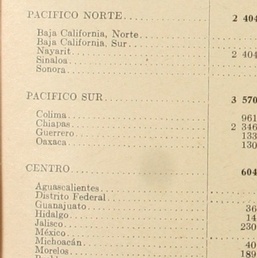 PACIFICO NORTE 2 404
Baja California, Norte
Baja California, Sur
Nayarit 2 404
Sinaloa
Sonora
PACIFICO SUR 3 570
Colima 961
Chiapas 2 346
Guerrero 133
Oaxaca 130
CENTRO 604
Aguascalientes
Distrito Federal
Guanajuato 36
Hidalgo 14
Jalisco 230
México
Michoacán 40
Morelos 189